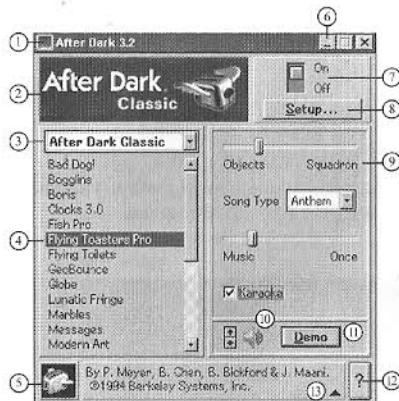 6
1 After Dark 3.2
After Dark
Classic
2
On
Off
7
Setup...
8
3 After Dark Classic
Bad Dog!
Boggins
Boris
Clocks 3.0
Fish Pro
4 Flying Toasters Pro
Flying Toilets
GeoBounce
Globe
Lunatic Fringe
Marbles
Messages
Modern Art
Objects Squadron
9
Song Type Anthem
Music Once
Karaoke
10
Demo
11
5
By P. Meyer, B. Chen, B. Bickford & J. Maani.
©1994 Berkeley Systems, Inc.
13
?
12